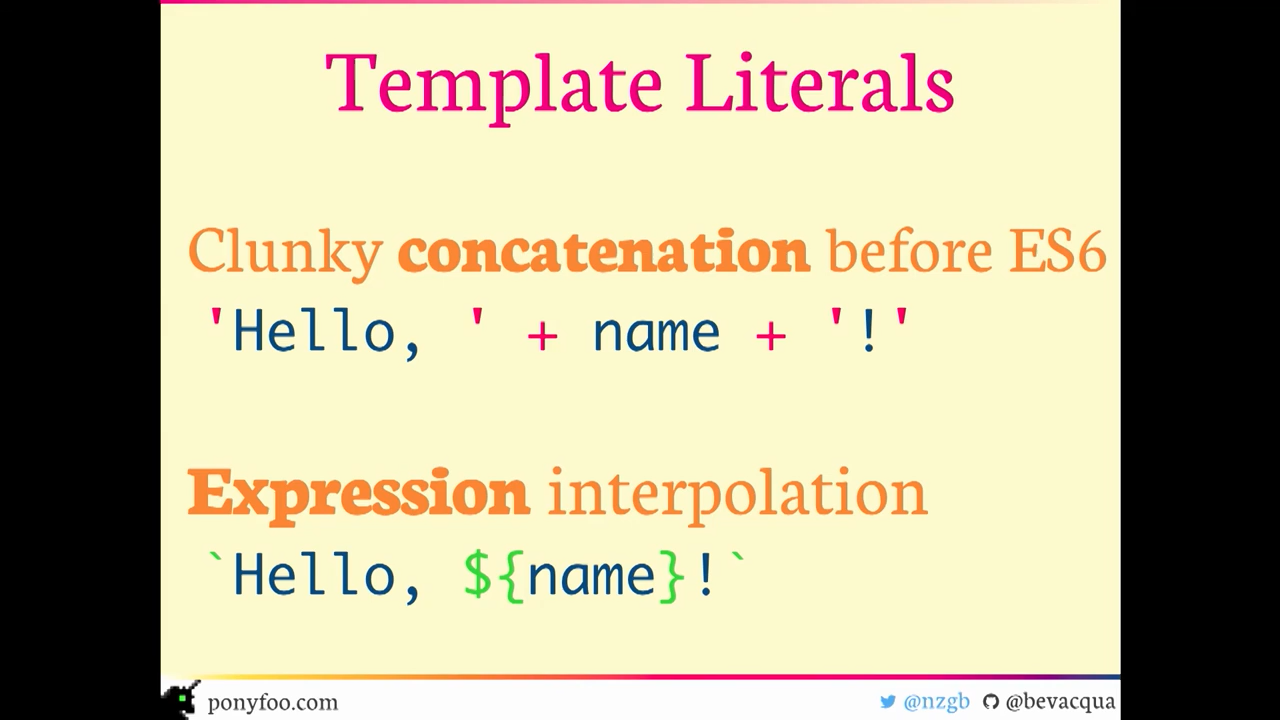 Template Literals
Clunky concatenation before ES6
'Hello, ' + name + '!'
Expression interpolation
`Hello, ${name}!`
ponyfoo.com @nzgb @bevacqua